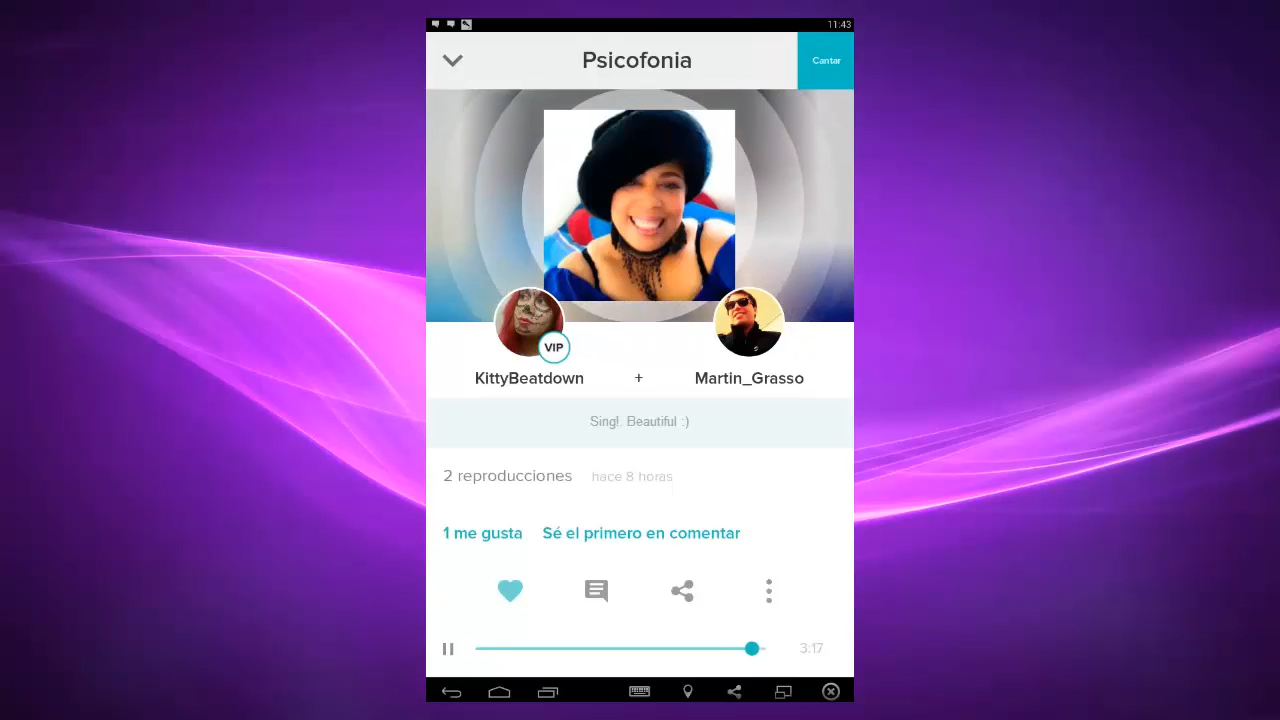 11:43
Psicofonia
Cantar
VIP
KittyBeatdown + Martin_Grasso
Sing!. Beautiful :)
2 reproducciones hace 8 horas
1 me gusta Sé el primero en comentar
3:17